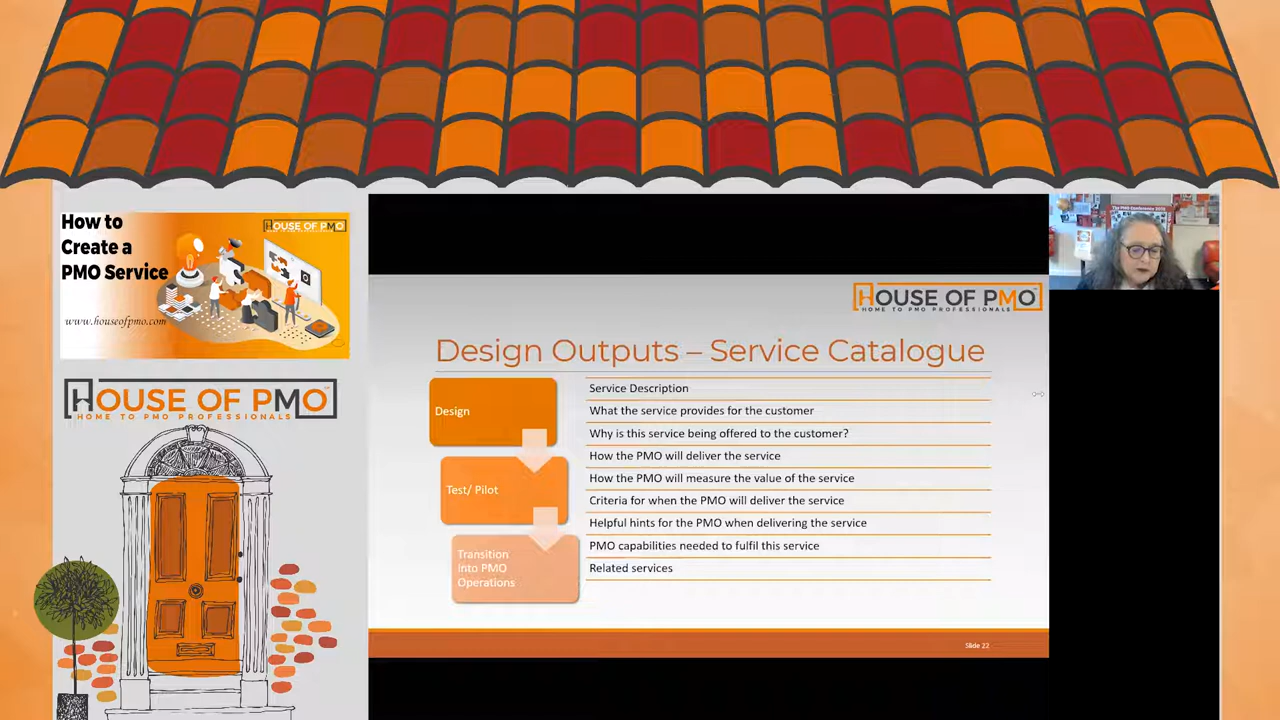 How to
Create a
PMO Service
HOUSE OF PMO
www.houseofpmo.com
HOUSE OF PMO
HOME TO PMO PROFESSIONALS
HOUSE OF PMO
HOME TO PMO PROFESSIONALS
Design Outputs – Service Catalogue
Design
Test/ Pilot
Transition
into PMO
Operations
Service Description
What the service provides for the customer
Why is this service being offered to the customer?
How the PMO will deliver the service
How the PMO will measure the value of the service
Criteria for when the PMO will deliver the service
Helpful hints for the PMO when delivering the service
PMO capabilities needed to fulfil this service
Related services
Slide 22